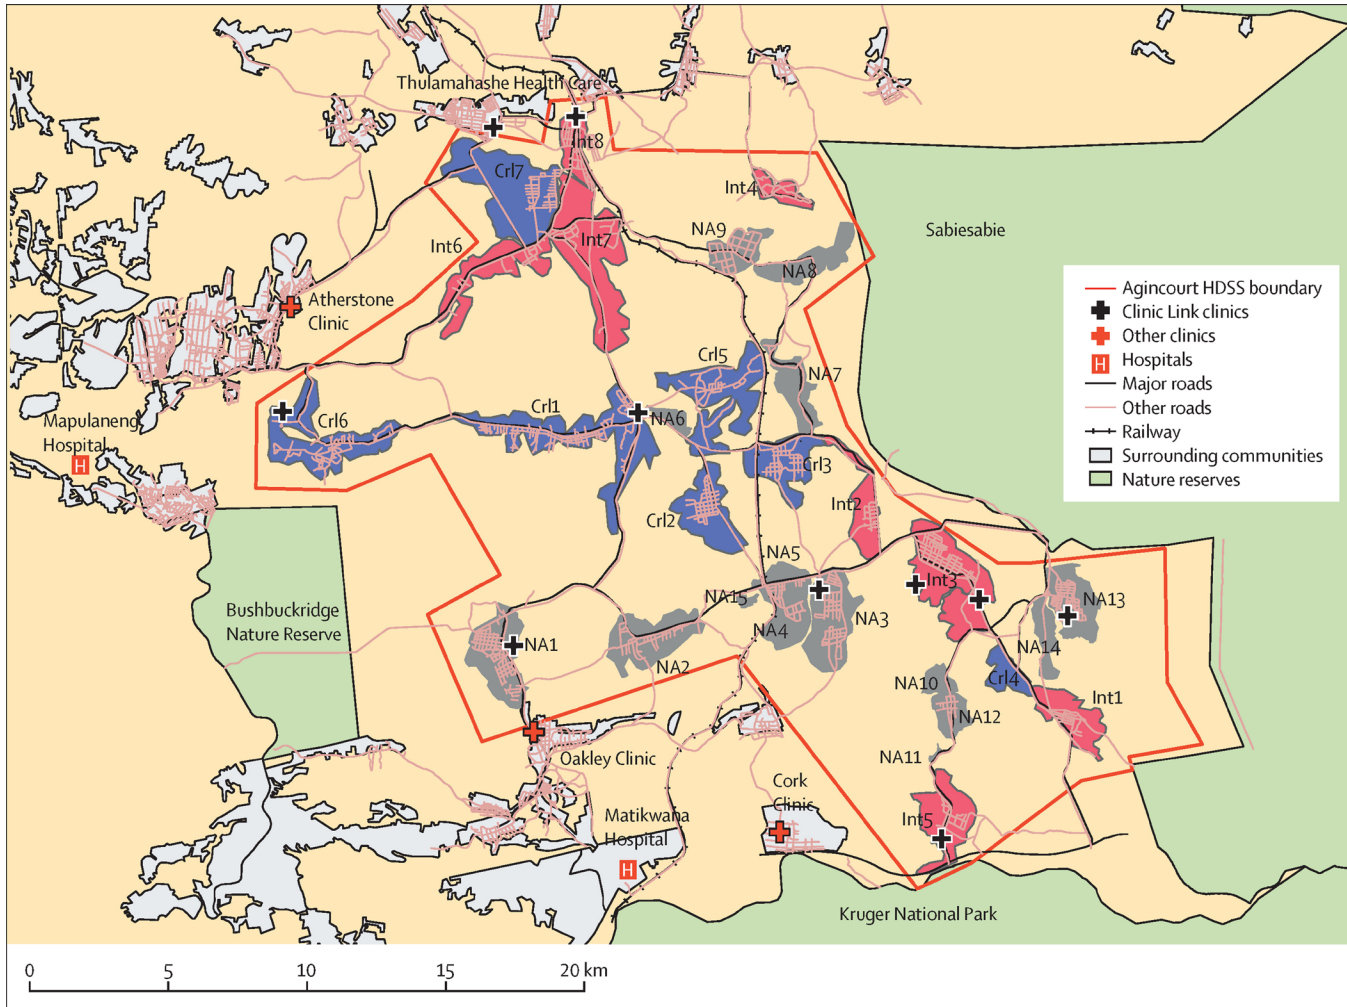 Thulamahashe Health Care
Int8
Crl7
Int4
Sabiesabie
NA9
Int6
Int7
NA8
Atherstone
Clinic
Agincourt HDSS boundary
Clinic Link clinics
Other clinics
H
Hospitals
Major roads
Other roads
Railway
Surrounding communities
Nature reserves
Crl5
NA7
Crl1
NA6
Crl6
Mapulaneng
Hospital
H
Crl3
Int2
Crl2
NA5
Int3
NA15
NA13
Bushbuckridge
Nature Reserve
NA4
NA3
NA1
NA14
NA2
Crl4
NA10
Int1
NA12
Oakley Clinic
NA11
Cork
Clinic
Matikwana
Hospital
Int5
H
Kruger National Park
0 5 10 15 20 km